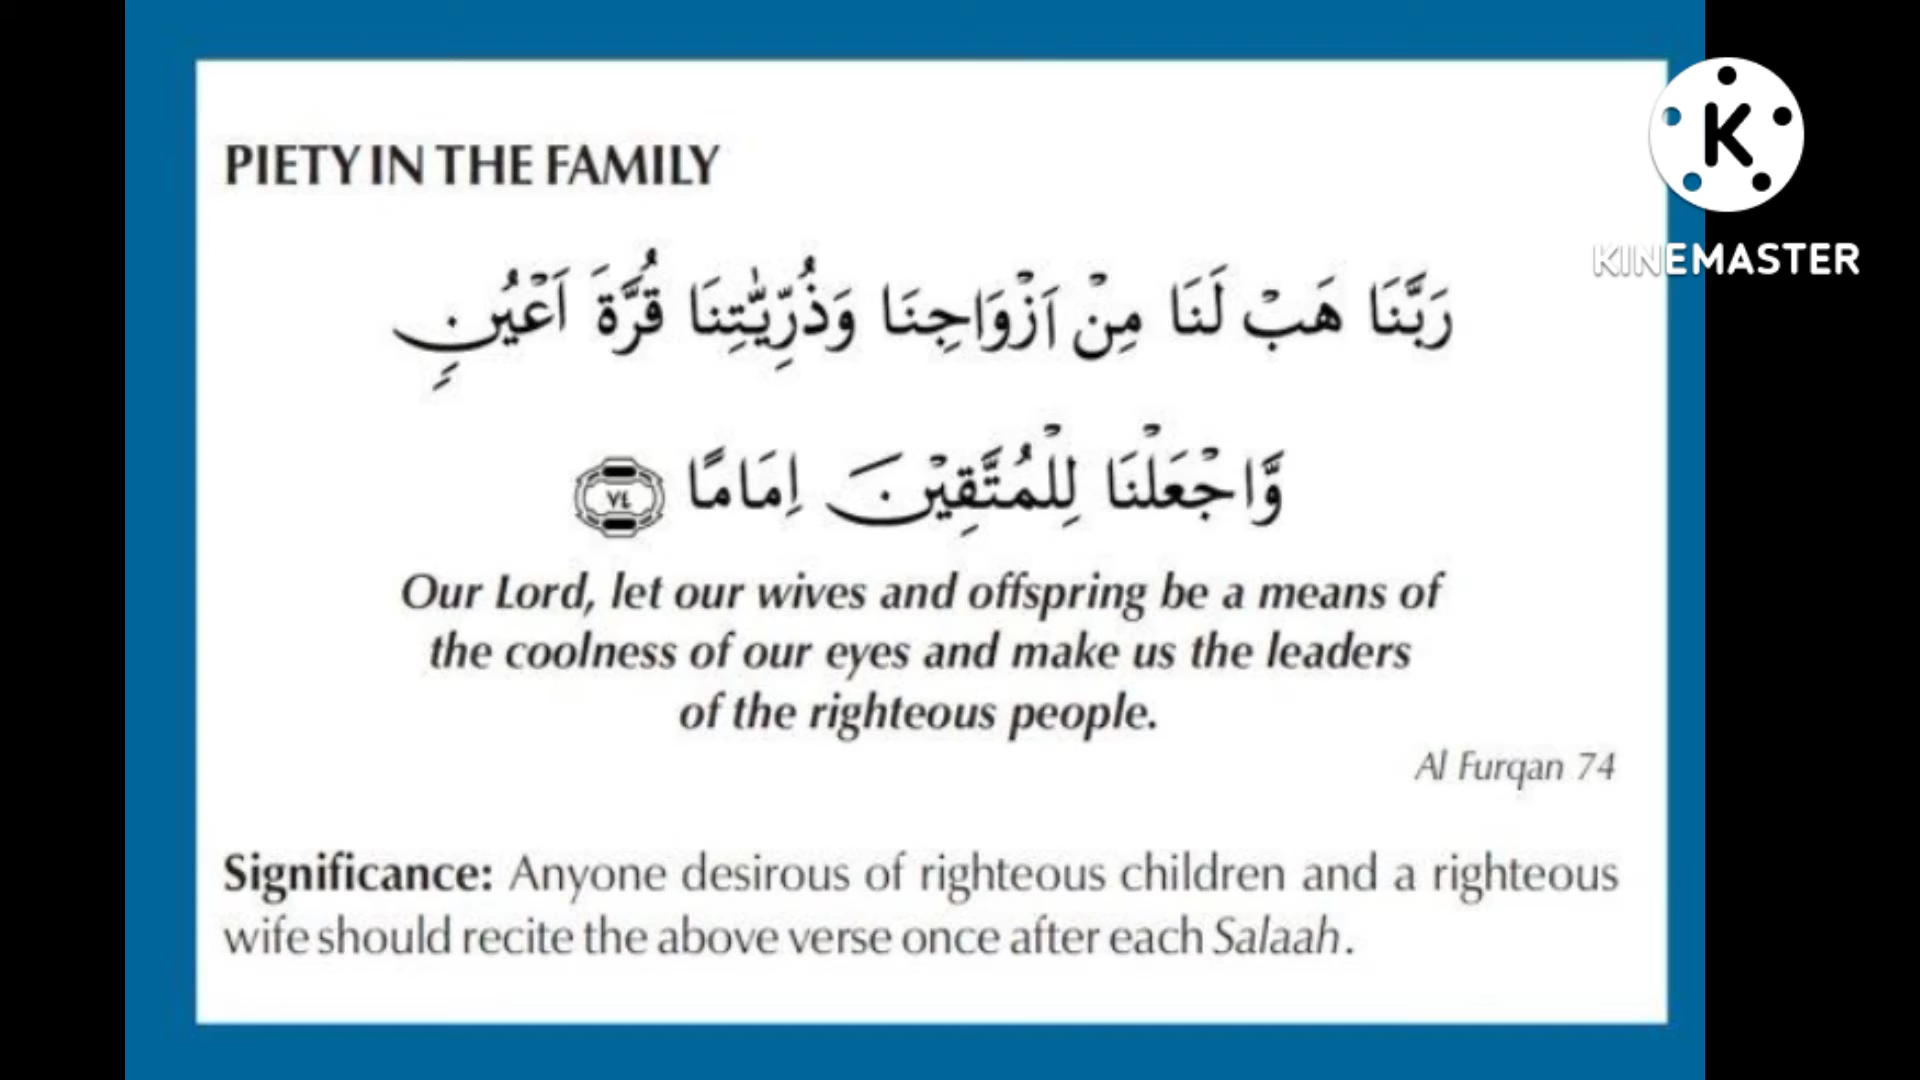 PIETY IN THE FAMILY
رَبَّنَا هَبْ لَنَا مِنْ اَزْوَاجِنَا وَذُرِّيّٰتِنَا قُرَّةَ اَعْيُنٍ
وَّاجْعَلْنَا لِلْمُتَّقِيْنَ اِمَامًا ٧٤
Our Lord, let our wives and offspring be a means of
the coolness of our eyes and make us the leaders
of the righteous people.
Al Furqan 74
Significance: Anyone desirous of righteous children and a righteous
wife should recite the above verse once after each Salaah.
K
KINEMASTER